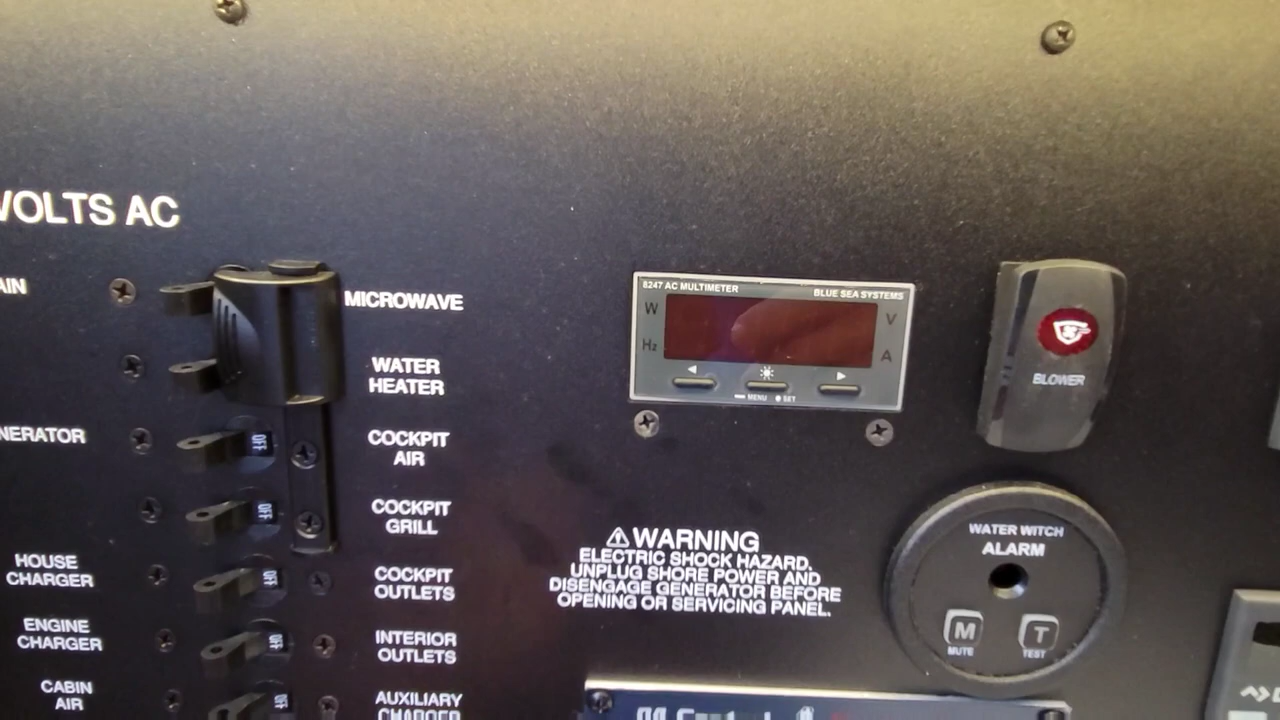 VOLTS AC
AIN
MICROWAVE
WATER
HEATER
NERATOR
OFF
COCKPIT
AIR
OFF
COCKPIT
GRILL
HOUSE
CHARGER
OFF
COCKPIT
OUTLETS
ENGINE
CHARGER
OFF
INTERIOR
OUTLETS
CABIN
AIR
OFF
AUXILIARY
CHARGER
8247 AC MULTIMETER BLUE SEA SYSTEMS
W V
Hz A
MENU SET
BLOWER
WARNING
ELECTRIC SHOCK HAZARD.
UNPLUG SHORE POWER AND
DISENGAGE GENERATOR BEFORE
OPENING OR SERVICING PANEL.
WATER WITCH
ALARM
M T
MUTE TEST